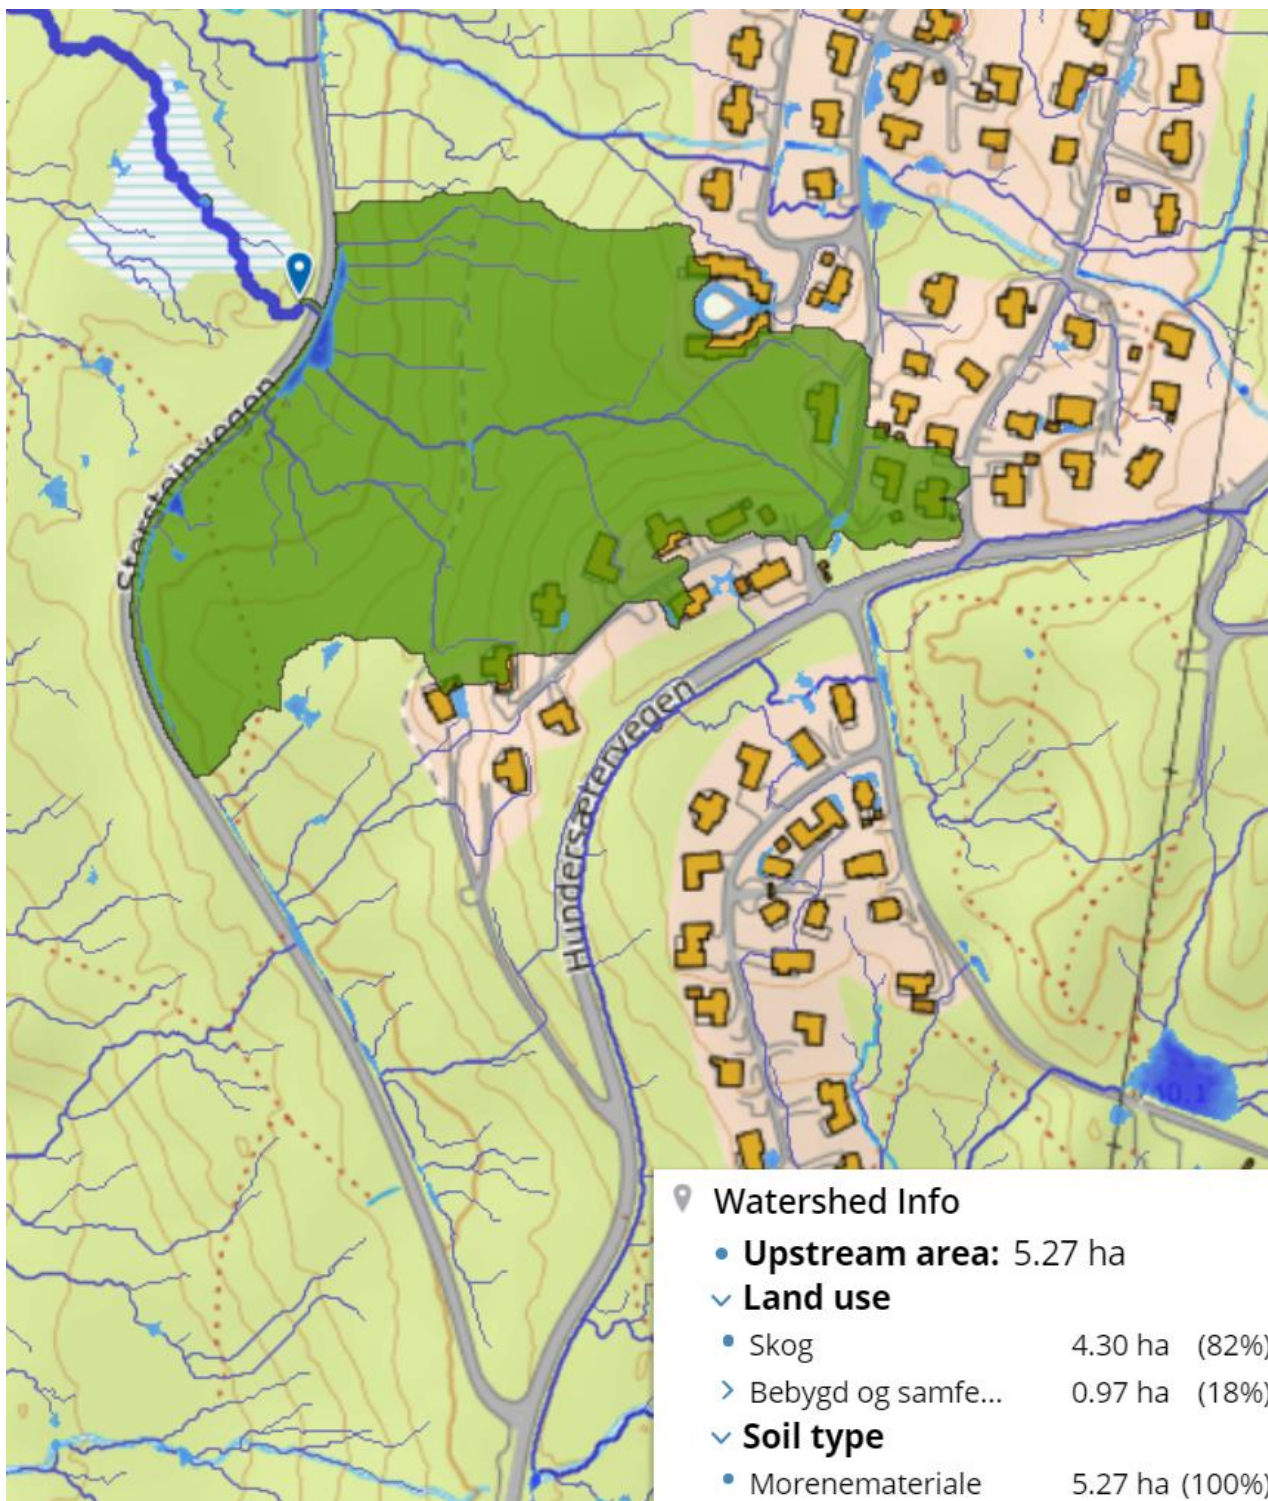 Storsteinvegen
Hundersætervegen
Watershed Info
Upstream area: 5.27 ha
Land use
Skog 4.30 ha (82%)
Bebygd og samfe... 0.97 ha (18%)
Soil type
Morenemateriale 5.27 ha (100%)